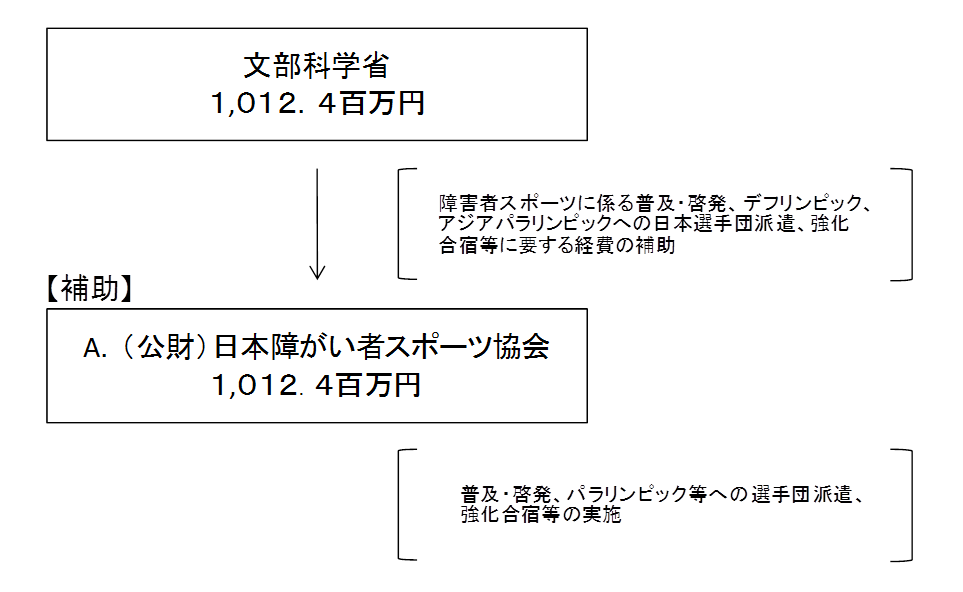 文部科学省
１,０１２．４百万円
障害者スポーツに係る普及・啓発、デフリンピック、
アジアパラリンピックへの日本選手団派遣、強化
合宿等に要する経費の補助
【補助】
A．（公財）日本障がい者スポーツ協会
１,０１２．４百万円
普及・啓発、パラリンピック等への選手団派遣、
強化合宿等の実施